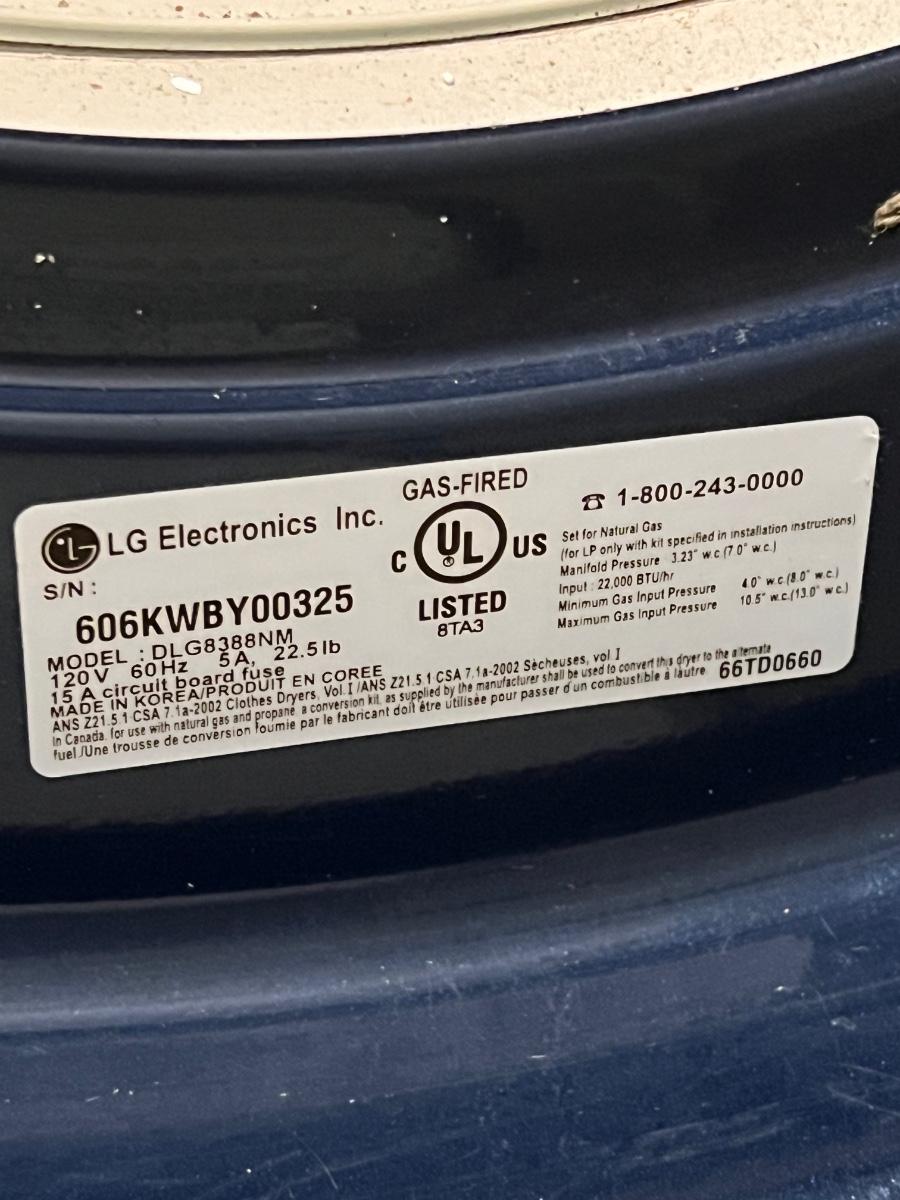 LG Electronics Inc.
GAS-FIRED
C UL US
LISTED
8TA3
☎ 1-800-243-0000
Set for Natural Gas
(for LP only with kit specified in installation instructions)
Manifold Pressure 3.23" w.c.(7.0" w.c.)
Input : 22,000 BTU/hr
Minimum Gas Input Pressure 4.0" w.c.(8.0" w.c.)
Maximum Gas Input Pressure 10.5" w.c.(13.0" w.c.)
S/N :
606KWBY00325
MODEL : DLG8388NM
120V 60Hz 5A, 22.5lb
15 A circuit board fuse
MADE IN KOREA/PRODUIT EN COREE
ANS Z21.5.1 CSA 7.1a-2002 Clothes Dryers, Vol. I /ANS Z21.5.1 CSA 7.1a-2002 Sècheuses, vol. I
In Canada, for use with natural gas and propane, a conversion kit, as supplied by the manufacturer shall be used to convert this dryer to the alternate
fuel./Une trousse de conversion fournie par le fabricant doit être utilisée pour passer d'un combustible à lautre.
66TD0660